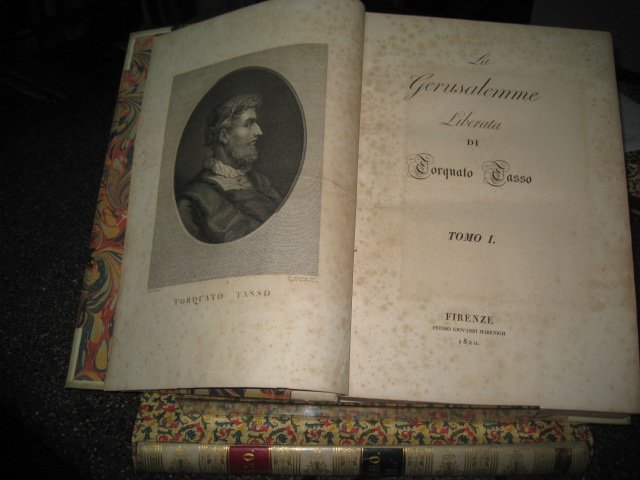 TORQUATO TASSO
La
Gerusalemme
Liberata
DI
Torquato Tasso
TOMO I.
FIRENZE
PRESSO GIOVANNI MARENIGH
1820.